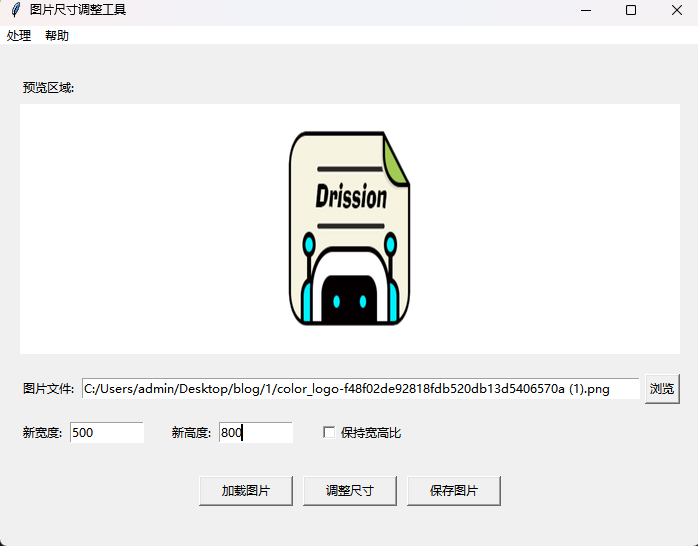 图片尺寸调整工具
处理 帮助
预览区域:
Drission
图片文件: C:/Users/admin/Desktop/blog/1/color_logo-f48f02de92818fdb520db13d5406570a (1).png 浏览
新宽度: 500 新高度: 800 保持宽高比
加载图片 调整尺寸 保存图片